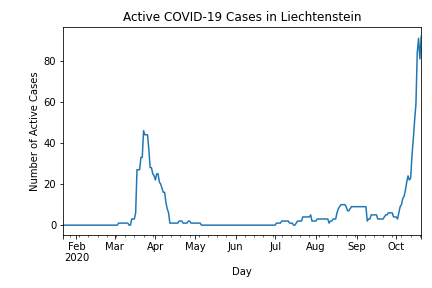 Active COVID-19 Cases in Liechtenstein
Number of Active Cases
80
60
40
20
0
Feb Mar Apr May Jun Jul Aug Sep Oct
2020
Day